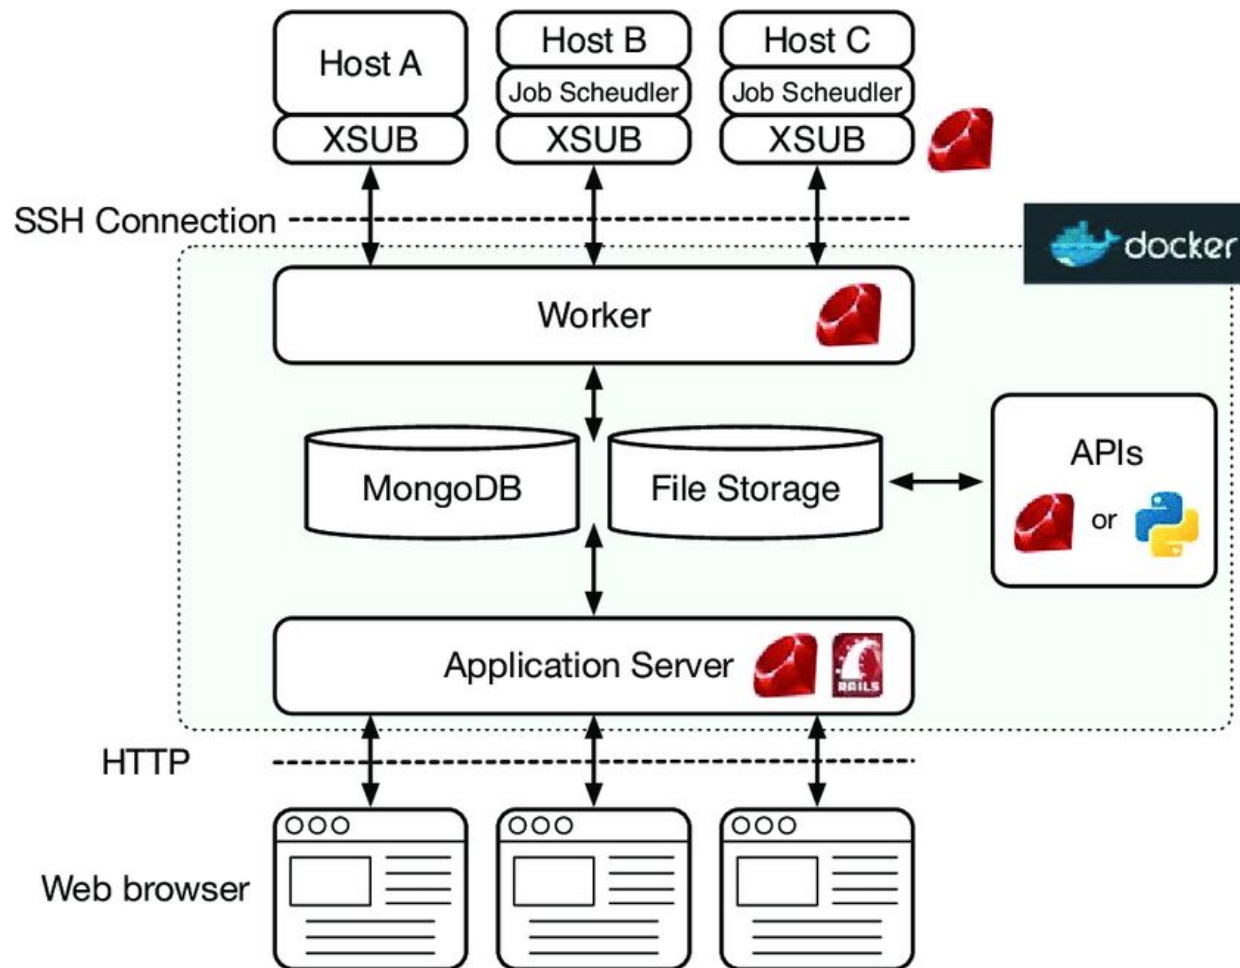 Host A
Host B
Host C
Job Scheudler
Job Scheudler
XSUB
XSUB
XSUB
SSH Connection
docker
Worker
MongoDB
File Storage
APIs
or
Application Server
RAILS
HTTP
Web browser